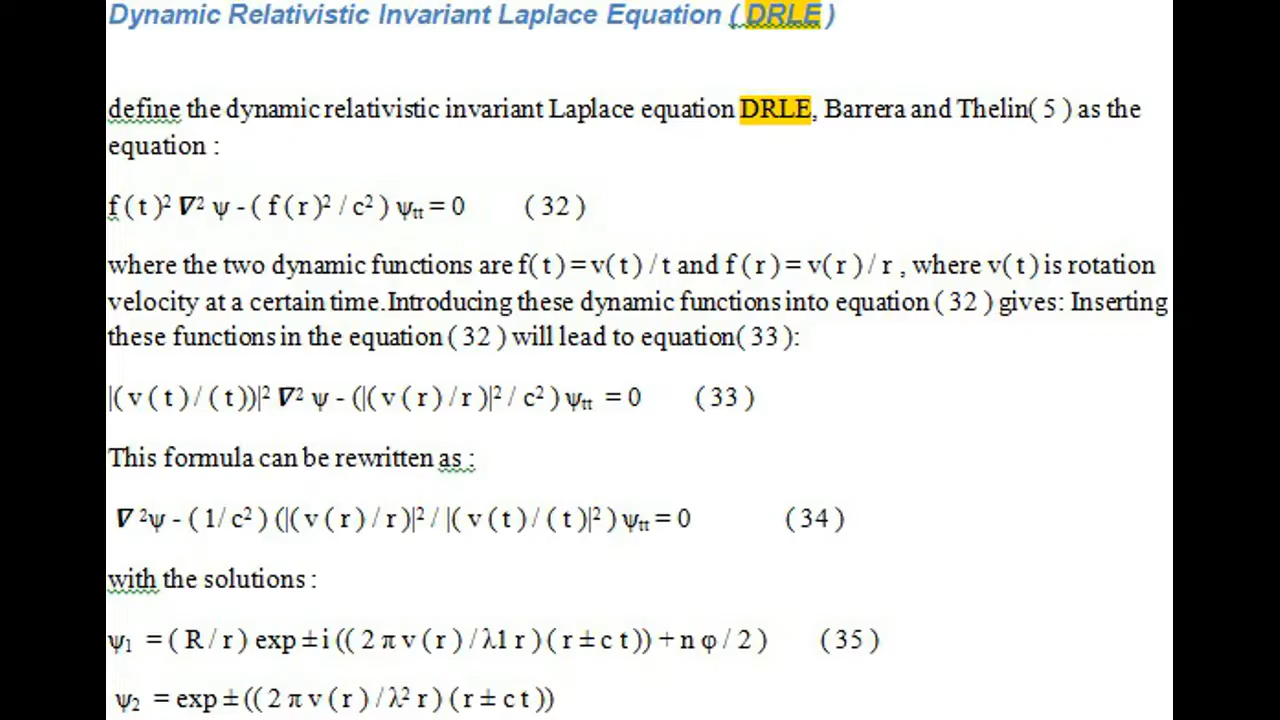 Dynamic Relativistic Invariant Laplace Equation ( DRLE )
define the dynamic relativistic invariant Laplace equation DRLE, Barrera and Thelin( 5 ) as the
equation :
f ( t )² ∇² ψ - ( f ( r )² / c² ) ψtt = 0 ( 32 )
where the two dynamic functions are f( t ) = v( t ) / t and f ( r ) = v( r ) / r , where v( t ) is rotation
velocity at a certain time.Introducing these dynamic functions into equation ( 32 ) gives: Inserting
these functions in the equation ( 32 ) will lead to equation( 33 ):
|( v ( t ) / ( t ))|² ∇² ψ - (|( v ( r ) / r )|² / c² ) ψtt = 0 ( 33 )
This formula can be rewritten as :
∇ ²ψ - ( 1/ c² ) (|( v ( r ) / r )|² / |( v ( t ) / ( t )|² ) ψtt = 0 ( 34 )
with the solutions :
ψ₁ = ( R / r ) exp ± i (( 2 π v ( r ) / λ1 r ) ( r ± c t )) + n φ / 2 ) ( 35 )
ψ₂ = exp ± (( 2 π v ( r ) / λ² r ) ( r ± c t ))